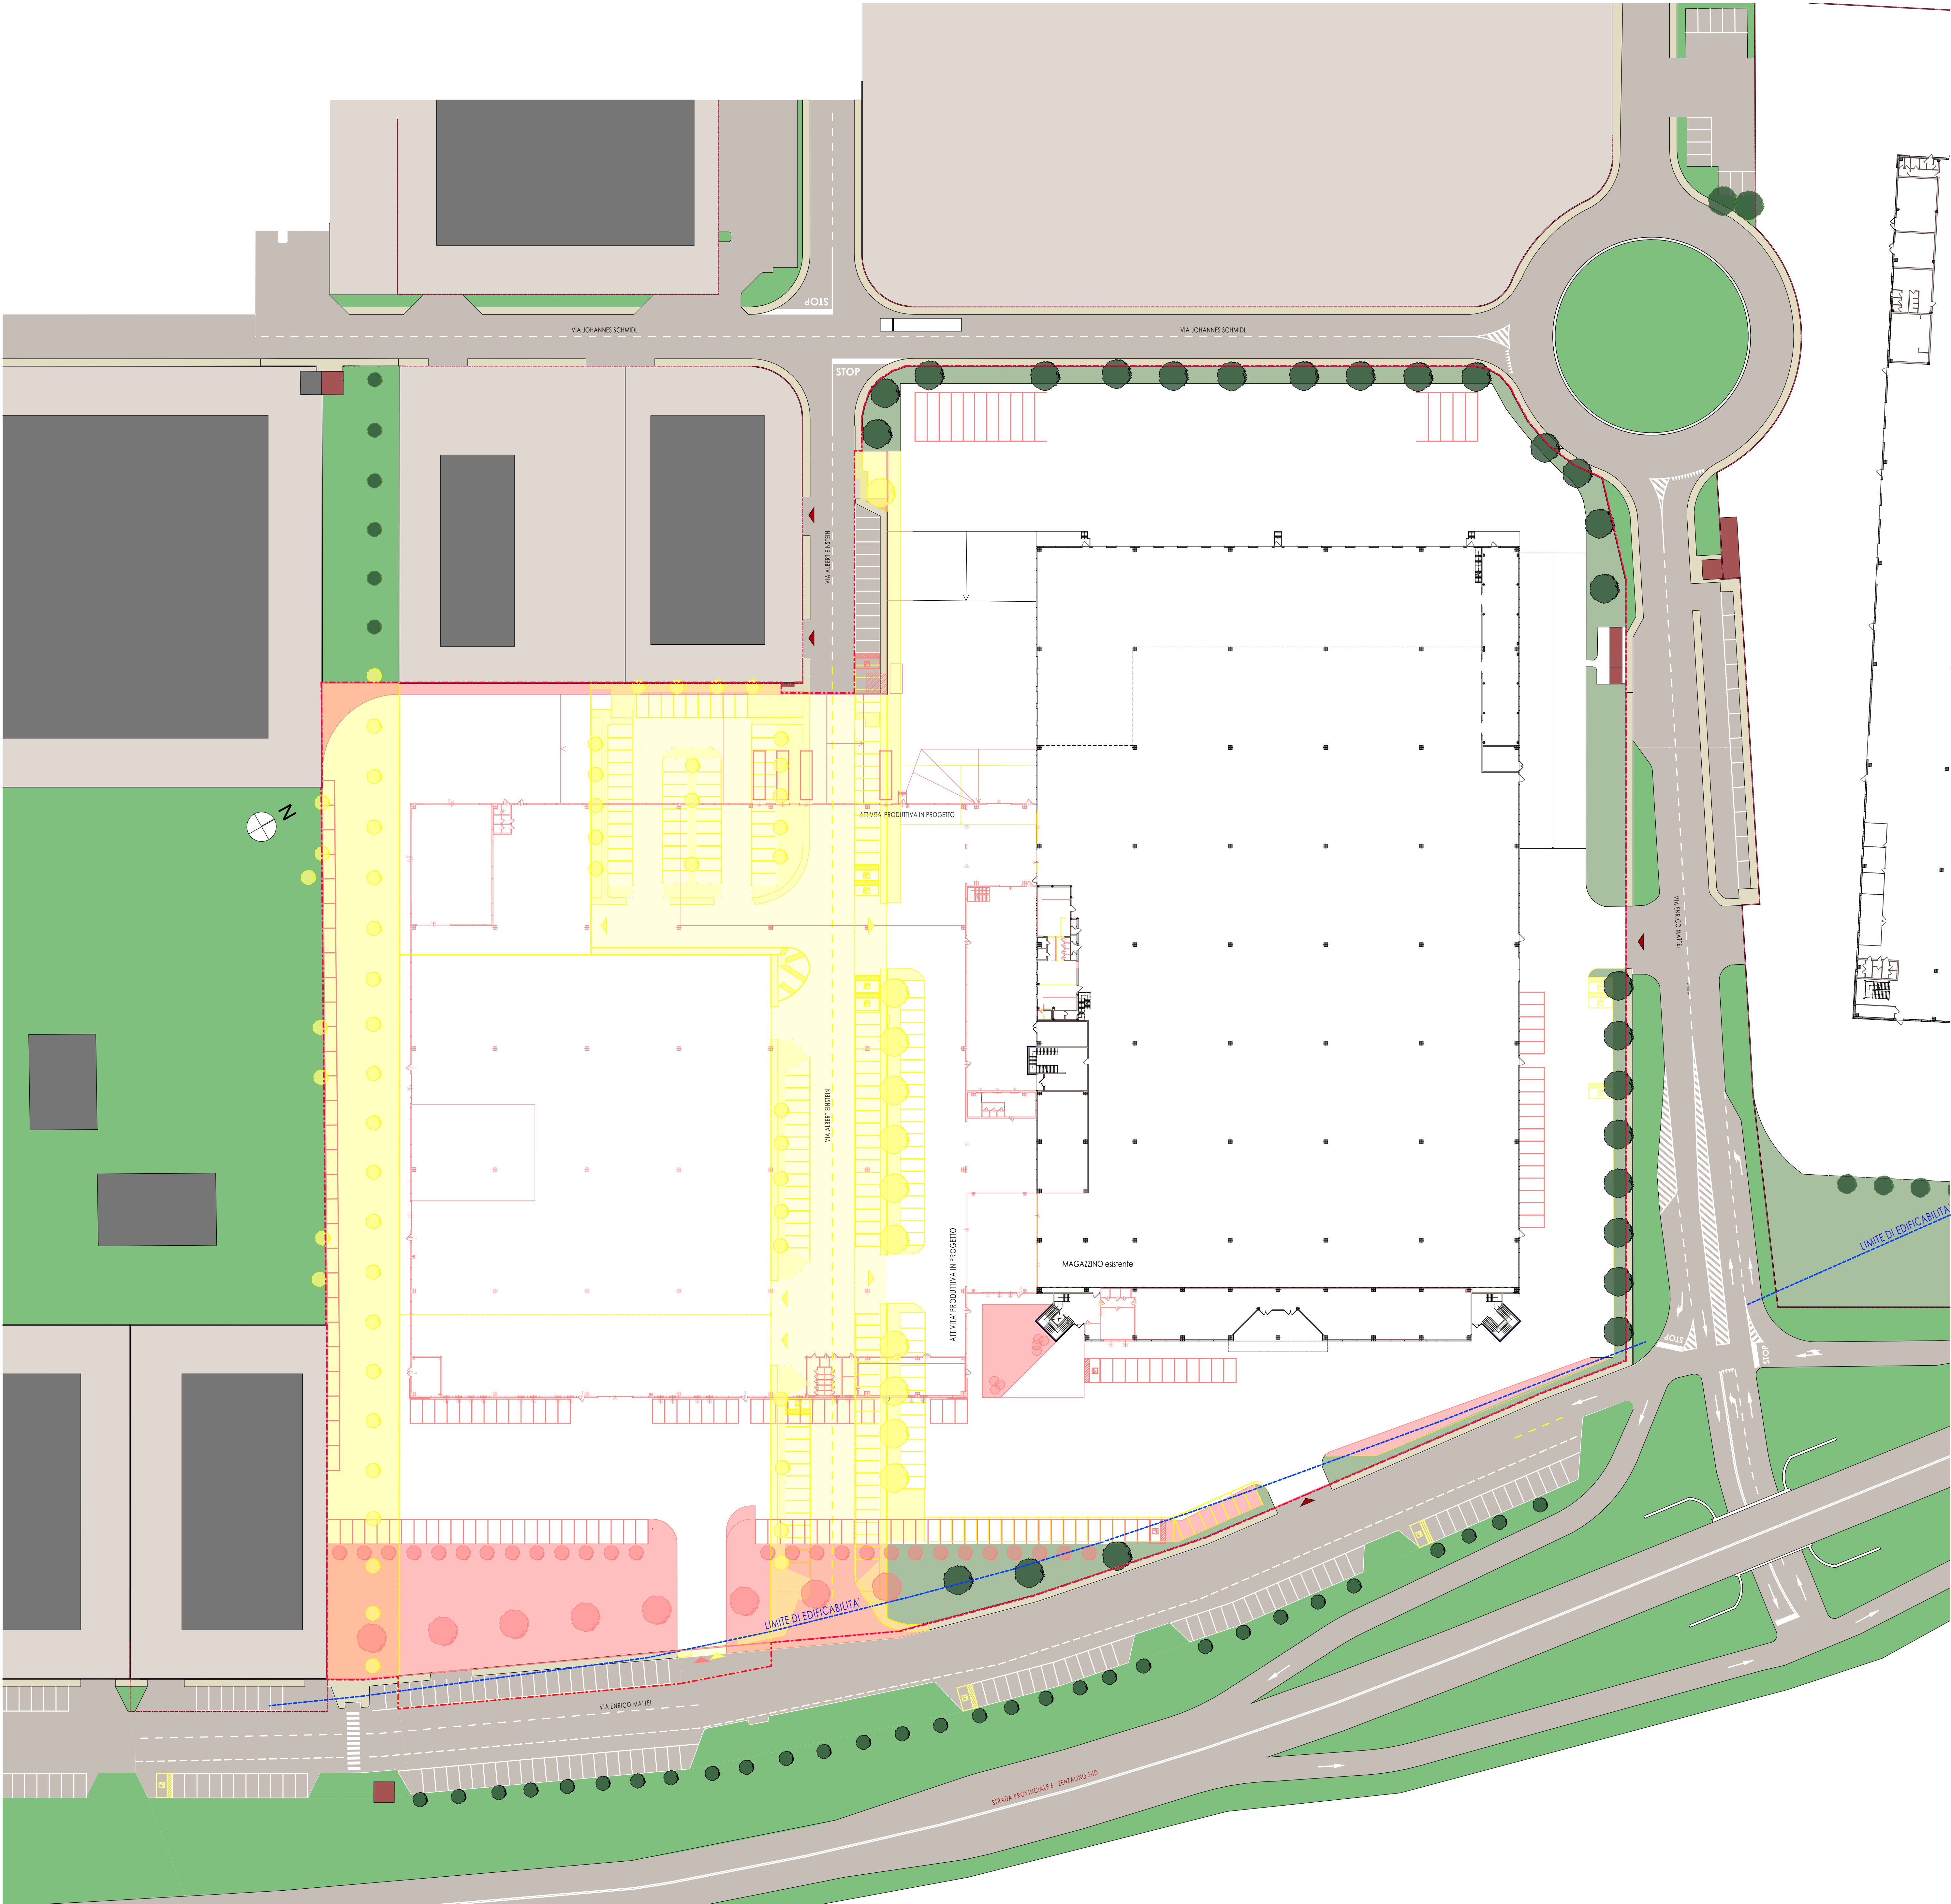 STOP
VIA JOHANNES SCHMIDL
VIA JOHANNES SCHMIDL
STOP
VIA ALBERT EINSTEIN
N
ATTIVITA' PRODUTTIVA IN PROGETTO
VIA ENRICO MATTEI
VIA ALBERT EINSTEIN
LIMITE DI EDIFICABILITA'
ATTIVITA' PRODUTTIVA IN PROGETTO
MAGAZZINO esistente
STOP
STOP
LIMITE DI EDIFICABILITA'
VIA ENRICO MATTEI
STRADA PROVINCIALE 6 - ZENZALINO SUD